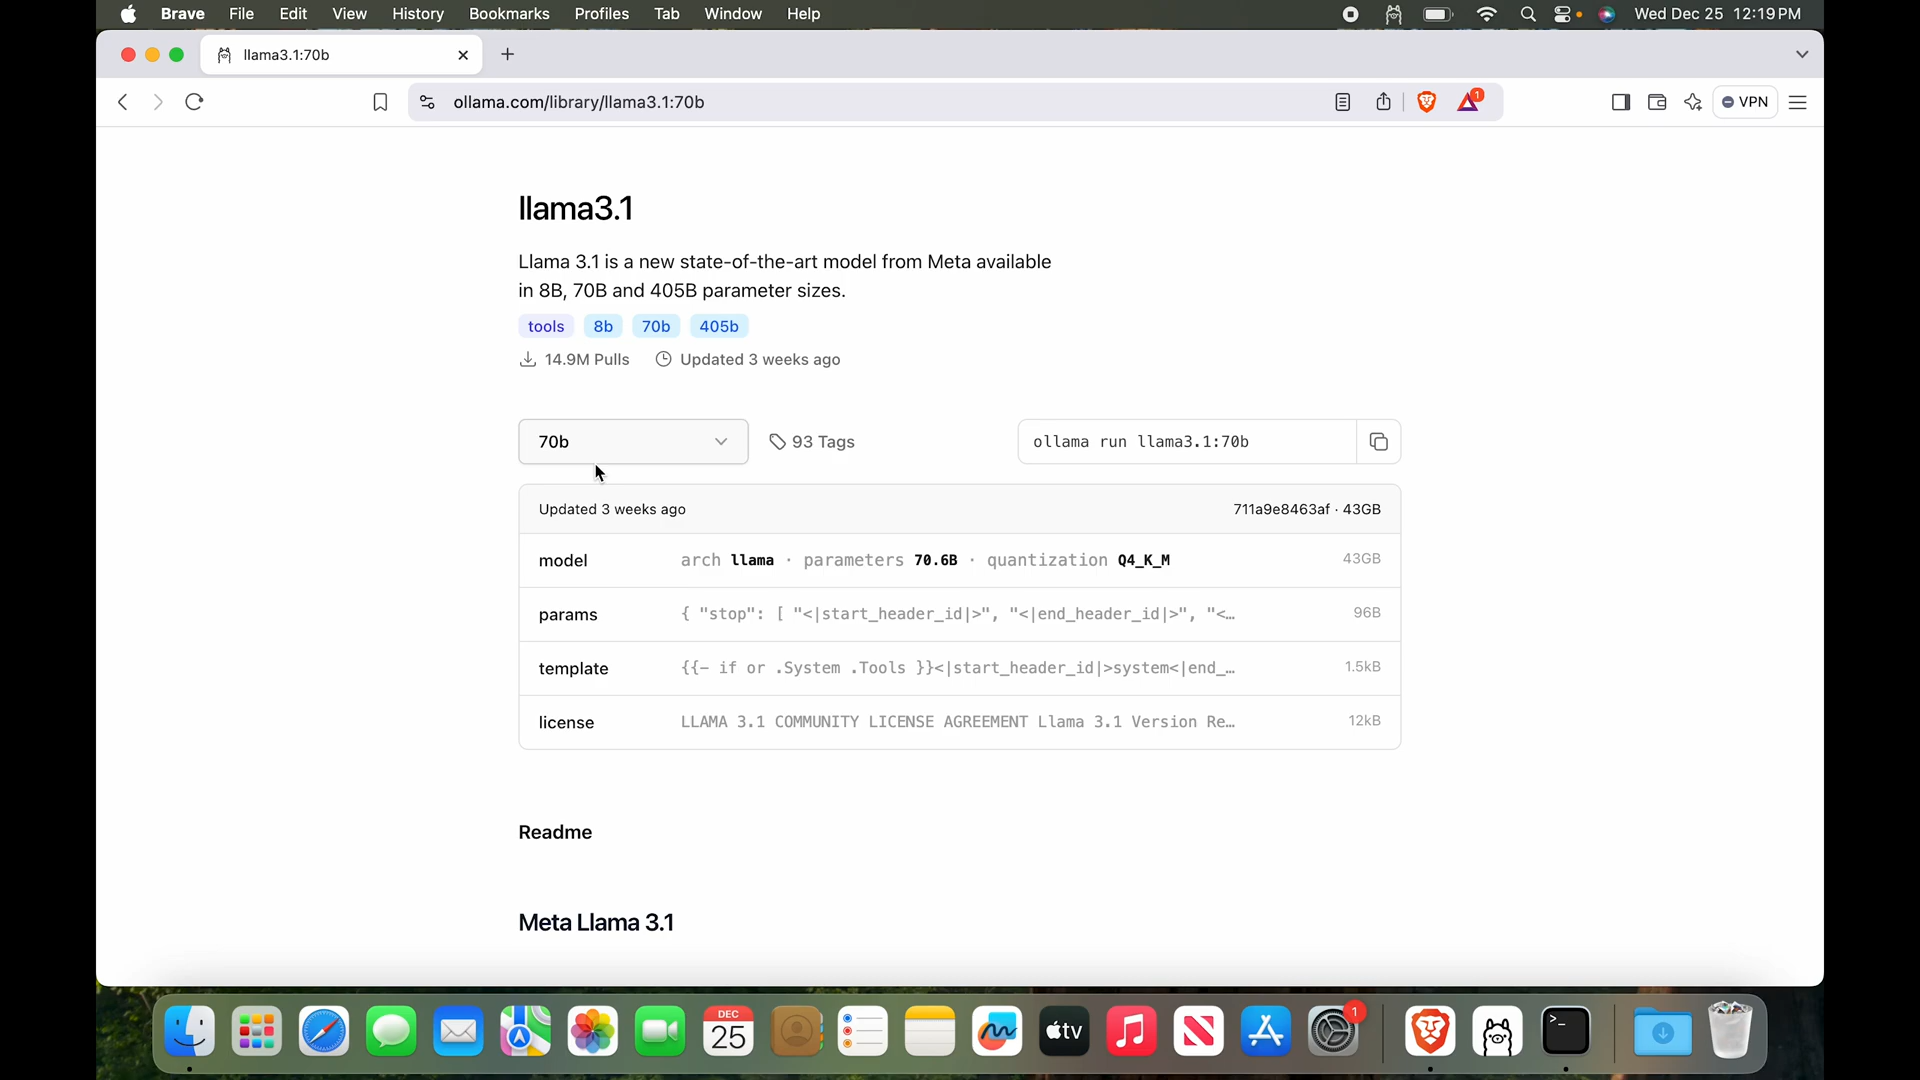 Brave File Edit View History Bookmarks Profiles Tab Window Help Wed Dec 25 12:19 PM
llama3.1:70b
ollama.com/library/llama3.1:70b 1 VPN
llama3.1
Llama 3.1 is a new state-of-the-art model from Meta available
in 8B, 70B and 405B parameter sizes.
tools 8b 70b 405b
14.9M Pulls Updated 3 weeks ago
70b 93 Tags ollama run llama3.1:70b
Updated 3 weeks ago 711a9e8463af · 43GB
model arch llama · parameters 70.6B · quantization Q4_K_M 43GB
params { "stop": [ "<|start_header_id|>", "<|end_header_id|>", "<… 96B
template {{- if or .System .Tools }}<|start_header_id|>system<|end_… 1.5kB
license LLAMA 3.1 COMMUNITY LICENSE AGREEMENT Llama 3.1 Version Re… 12kB
Readme
Meta Llama 3.1
DEC
25
tv
1
>_